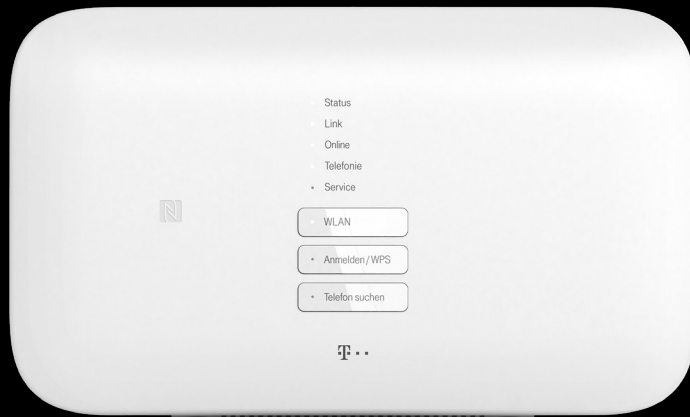 Status
Link
Online
Telefonie
Service
WLAN
Anmelden / WPS
Telefon suchen
T